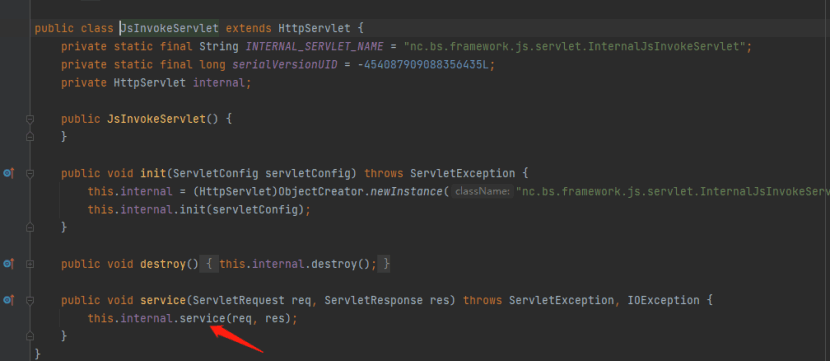 public class JsInvokeServlet extends HttpServlet {
private static final String INTERNAL_SERVLET_NAME = "nc.bs.framework.js.servlet.InternalJsInvokeServlet";
private static final long serialVersionUID = -4540879090883564​35L;
private HttpServlet internal;
public JsInvokeServlet() {
}
public void init(ServletConfig servletConfig) throws ServletException {
this.internal = (HttpServlet)ObjectCreator.newInstance( className: "nc.bs.framework.js.servlet.InternalJsInvokeServ
this.internal.init(servletConfig);
}
public void destroy() { this.internal.destroy(); }
public void service(ServletRequest req, ServletResponse res) throws ServletException, IOException {
this.internal.service(req, res);
}
}